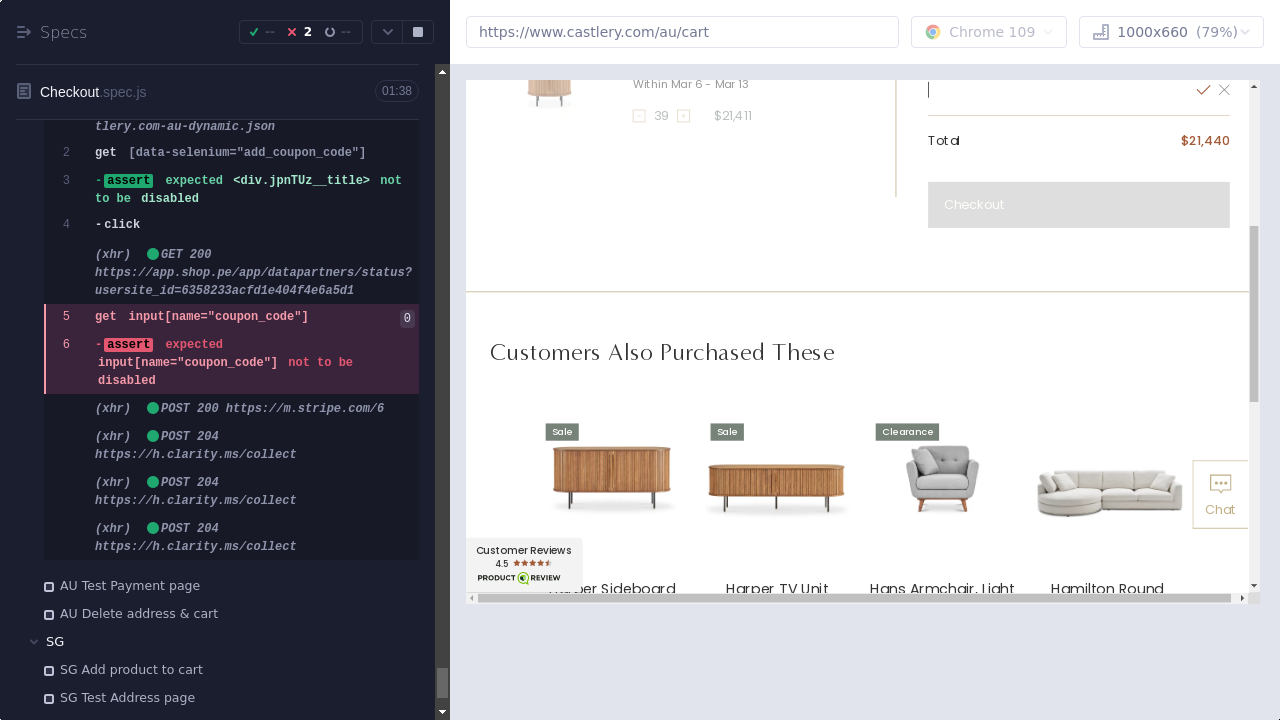 Specs
--
2
--
https://www.castlery.com/au/cart
Chrome 109
1000x660 (79%)
Checkout.spec.js
01:38
tlery.com-au-dynamic.json
2 get [data-selenium="add_coupon_code"]
3 -assert expected <div.jpnTUz__title> not
to be disabled
4 -click
(xhr) GET 200
https://app.shop.pe/app/datapartners/status?
usersite_id=6358233acfd1e404f4e6a5d1
5 get input[name="coupon_code"] 0
6 -assert expected
input[name="coupon_code"] not to be
disabled
(xhr) POST 200 https://m.stripe.com/6
(xhr) POST 204
https://h.clarity.ms/collect
(xhr) POST 204
https://h.clarity.ms/collect
(xhr) POST 204
https://h.clarity.ms/collect
AU Test Payment page
AU Delete address & cart
SG
SG Add product to cart
SG Test Address page
Within Mar 6 - Mar 13
- 39 + $21,411
Total $21,440
Checkout
Customers Also Purchased These
Sale
Sale
Clearance
Chat
Customer Reviews
4.5
PRODUCT REVIEW
Harper Sideboard
Harper TV Unit
Hans Armchair, Light
Hamilton Round